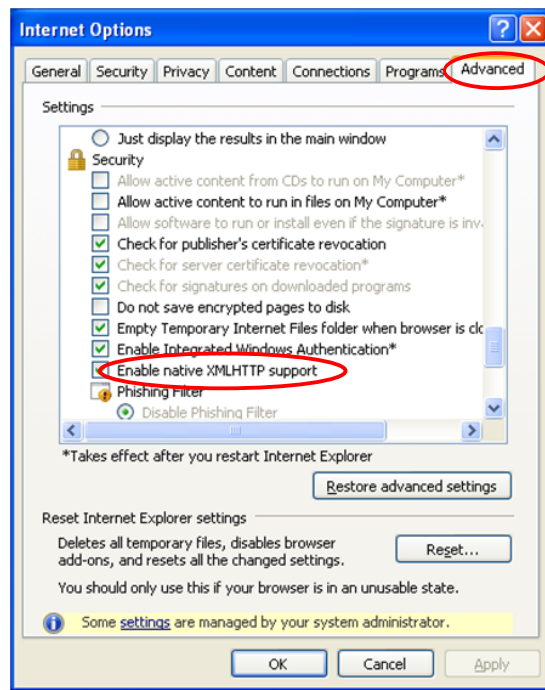 Internet Options
General Security Privacy Content Connections Programs Advanced
Settings
Just display the results in the main window
Security
Allow active content from CDs to run on My Computer*
Allow active content to run in files on My Computer*
Allow software to run or install even if the signature is inv
Check for publisher's certificate revocation
Check for server certificate revocation*
Check for signatures on downloaded programs
Do not save encrypted pages to disk
Empty Temporary Internet Files folder when browser is clo
Enable Integrated Windows Authentication*
Enable native XMLHTTP support
Phishing Filter
Disable Phishing Filter
*Takes effect after you restart Internet Explorer
Restore advanced settings
Reset Internet Explorer settings
Deletes all temporary files, disables browser
add-ons, and resets all the changed settings.
Reset...
You should only use this if your browser is in an unusable state.
Some settings are managed by your system administrator.
OK Cancel Apply